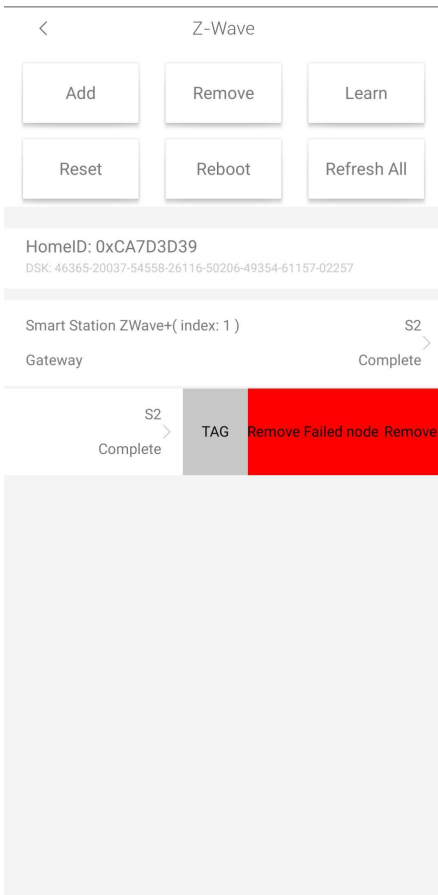 Z-Wave
Add Remove Learn
Reset Reboot Refresh All
HomeID: 0xCA7D3D39
DSK: 46365-20037-54558-26116-50206-49354-61157-02257
Smart Station ZWave+( index: 1 ) S2
Gateway Complete
S2
Complete
TAG Remove Failed node Remove